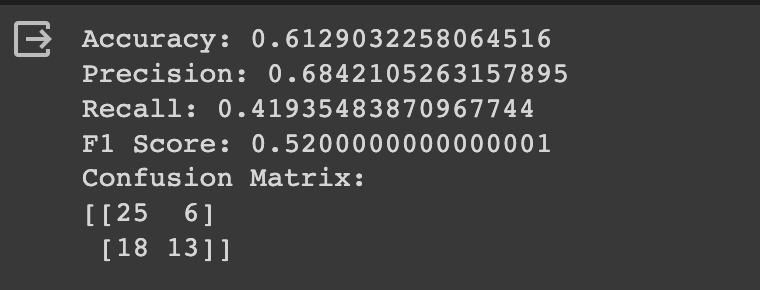 Accuracy: 0.6129032258064516
Precision: 0.6842105263157895
Recall: 0.41935483870967744
F1 Score: 0.5200000000000001
Confusion Matrix:
[[25  6]
 [18 13]]